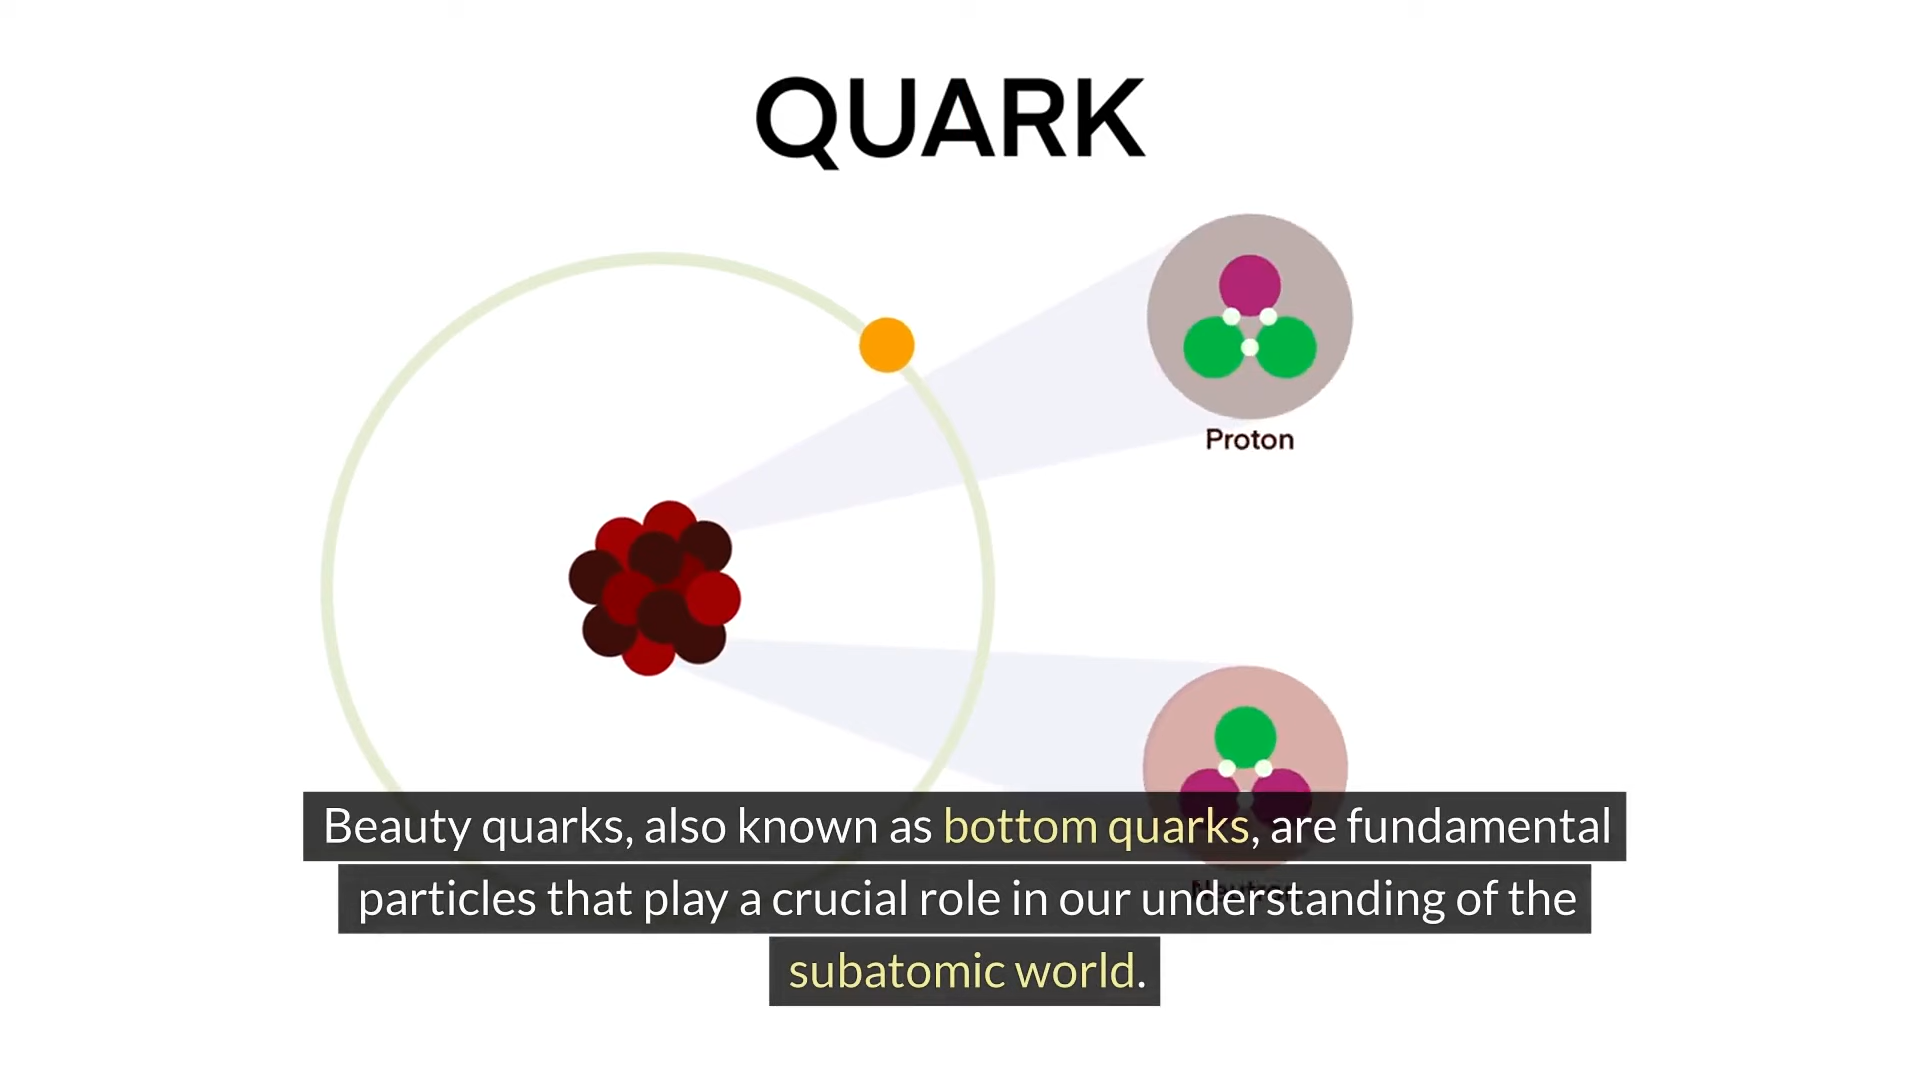 QUARK
Proton
Beauty quarks, also known as bottom quarks, are fundamental
particles that play a crucial role in our understanding of the
subatomic world.